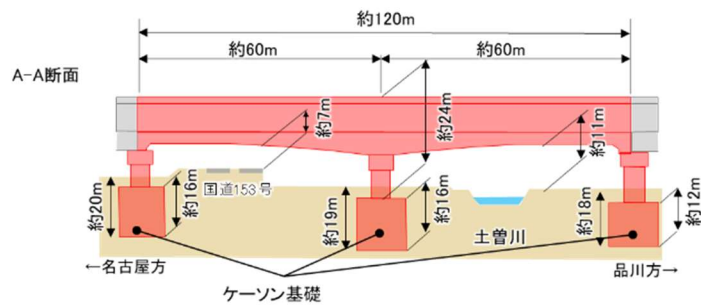 約120m
約60m
約60m
A-A断面
約7m
約24m
約11m
国道153号
約20m
約16m
約19m
約16m
土曽川
約18m
約12m
←名古屋方
品川方→
ケーソン基礎